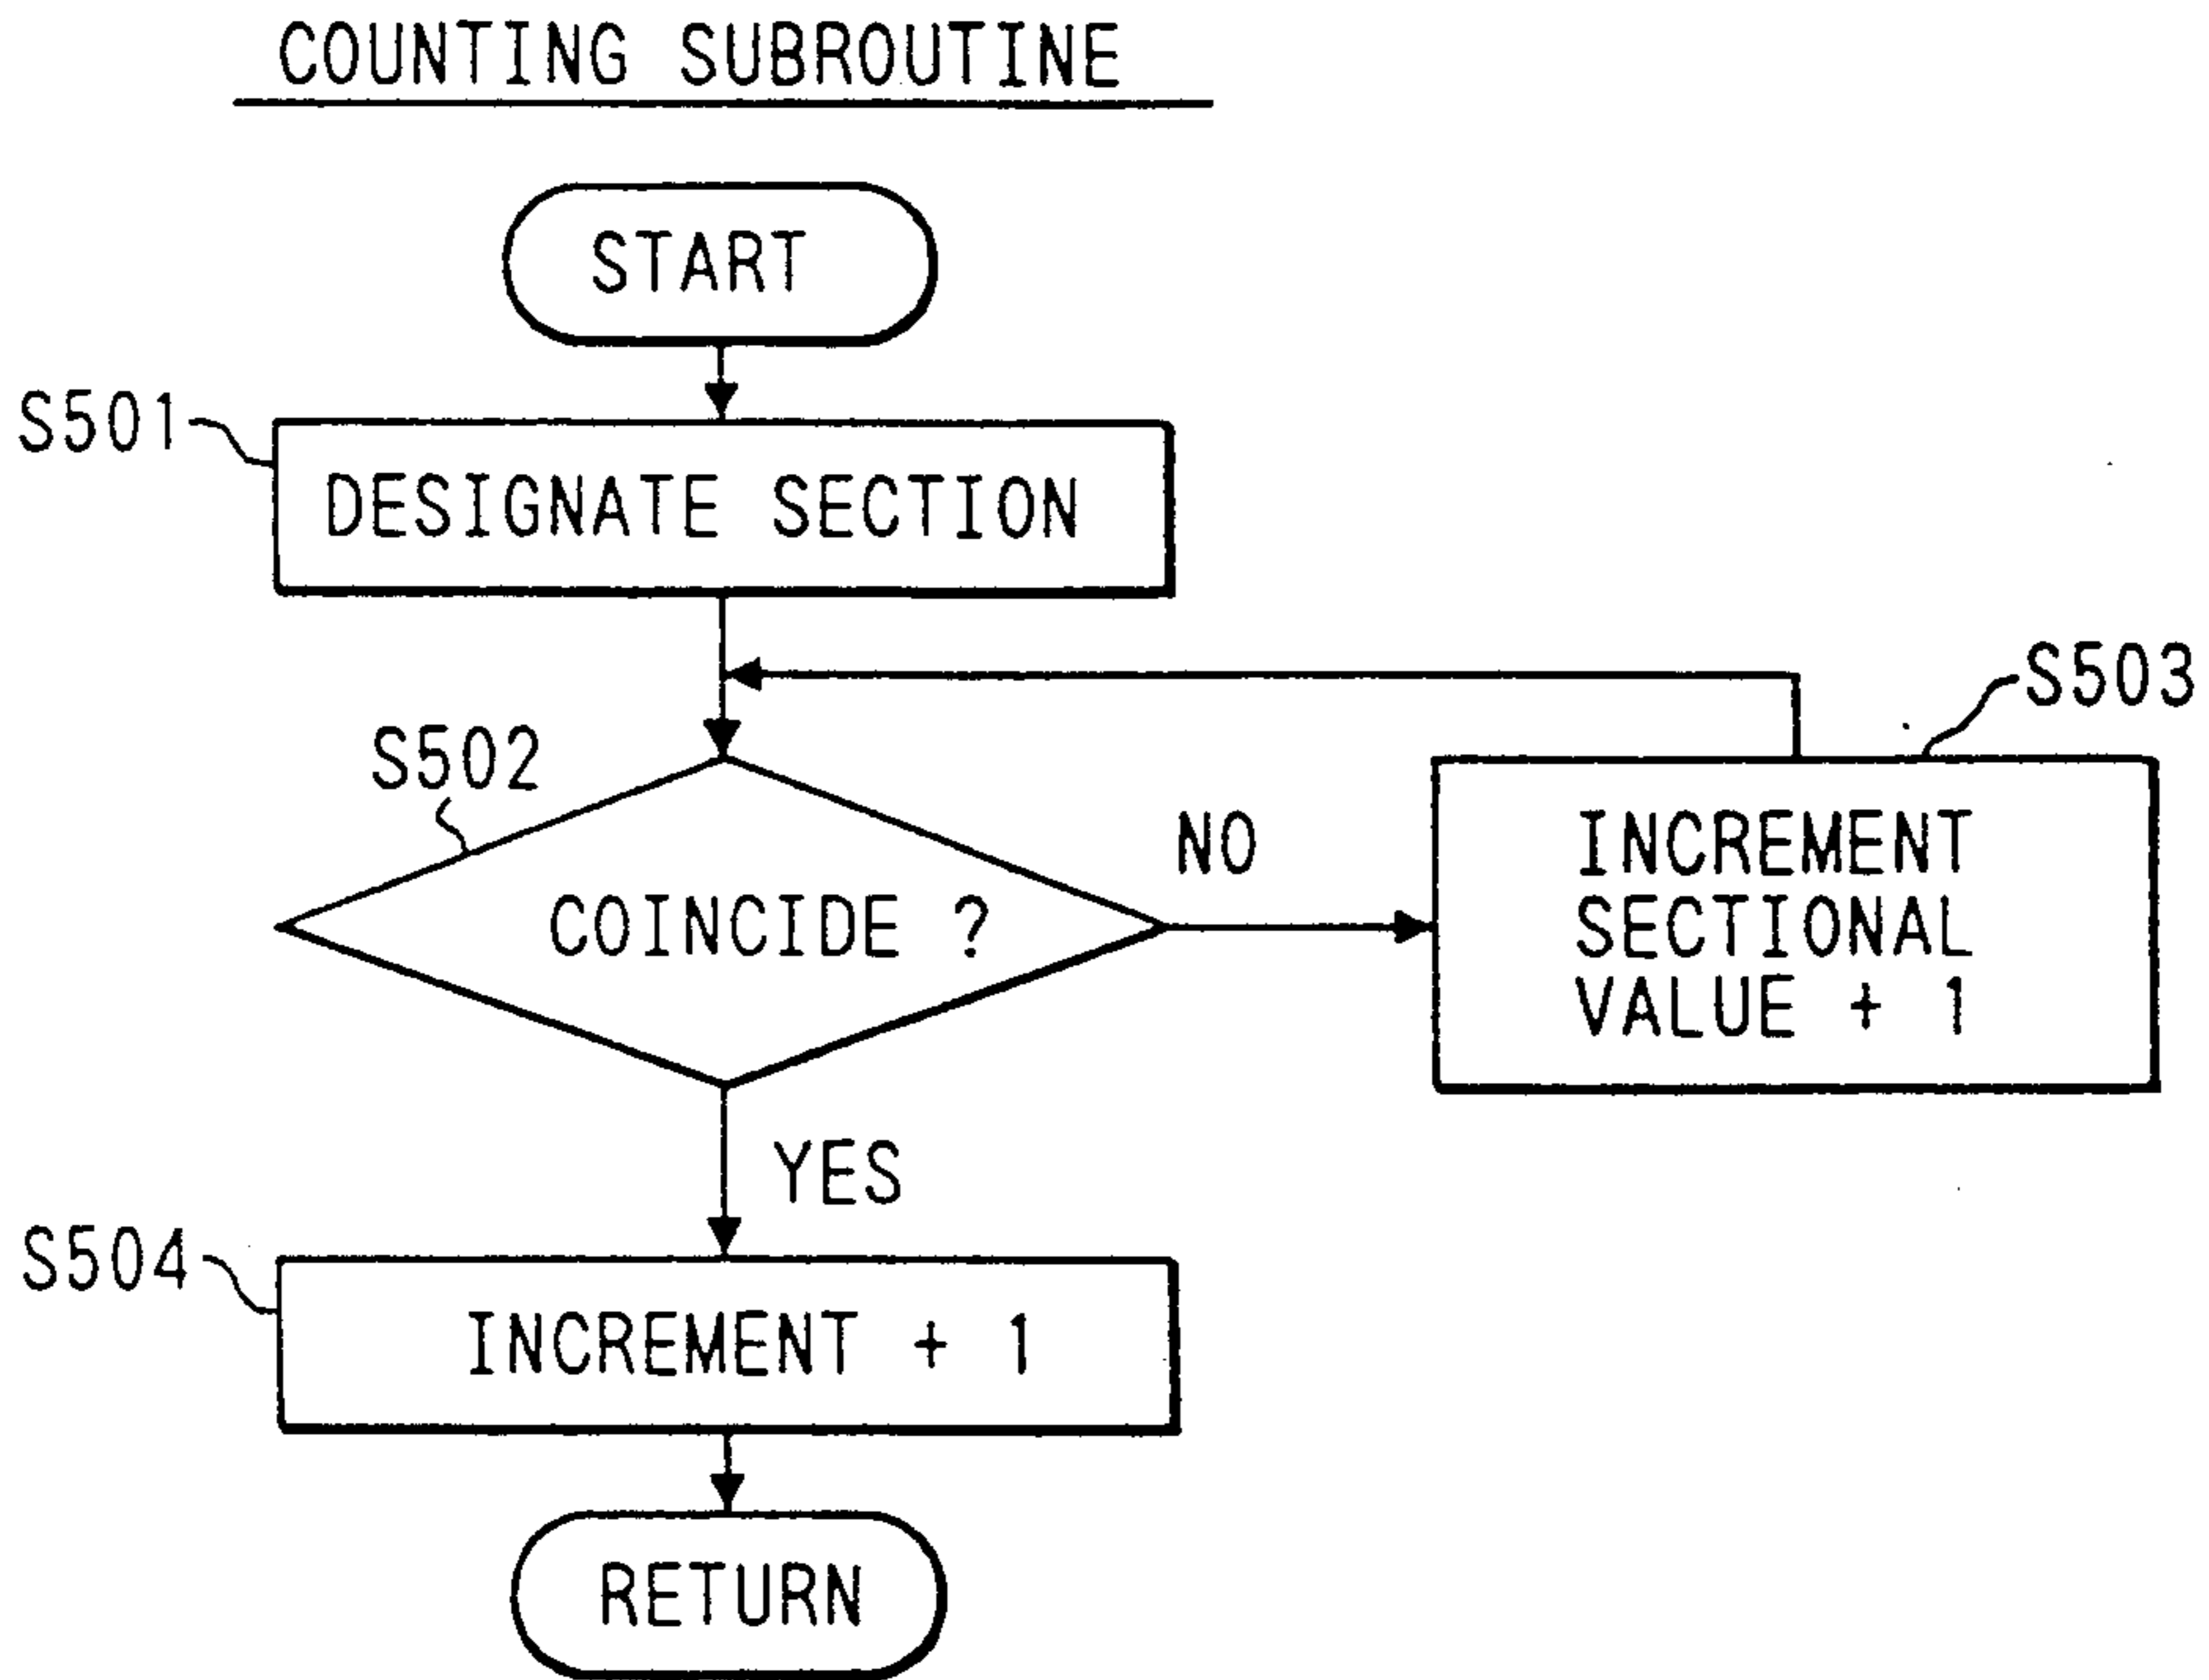 COUNTING SUBROUTINE
START
S501
DESIGNATE SECTION
S503
S502
NO
COINCIDE ?
INCREMENT
SECTIONAL
VALUE + 1
YES
S504
INCREMENT + 1
RETURN